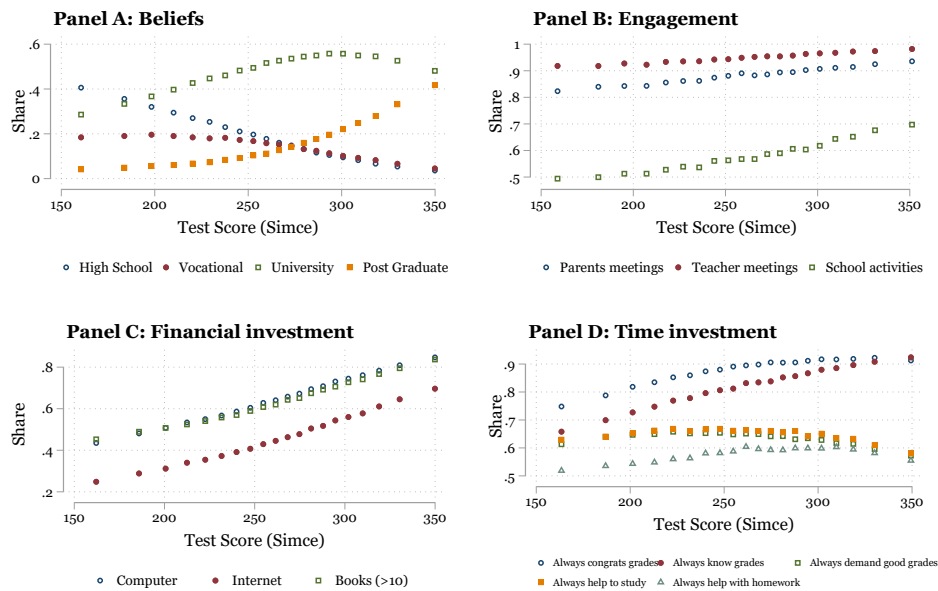 Panel A: Beliefs
.6
.4
.2
0
Share
150 200 250 300 350
Test Score (Simce)
High School Vocational University Post Graduate
Panel B: Engagement
1
.9
.8
.7
.6
.5
Share
150 200 250 300 350
Test Score (Simce)
Parents meetings Teacher meetings School activities
Panel C: Financial investment
.8
.6
.4
.2
Share
150 200 250 300 350
Test Score (Simce)
Computer Internet Books (>10)
Panel D: Time investment
.9
.8
.7
.6
.5
Share
150 200 250 300 350
Test Score (Simce)
Always congrats grades Always know grades Always demand good grades
Always help to study Always help with homework